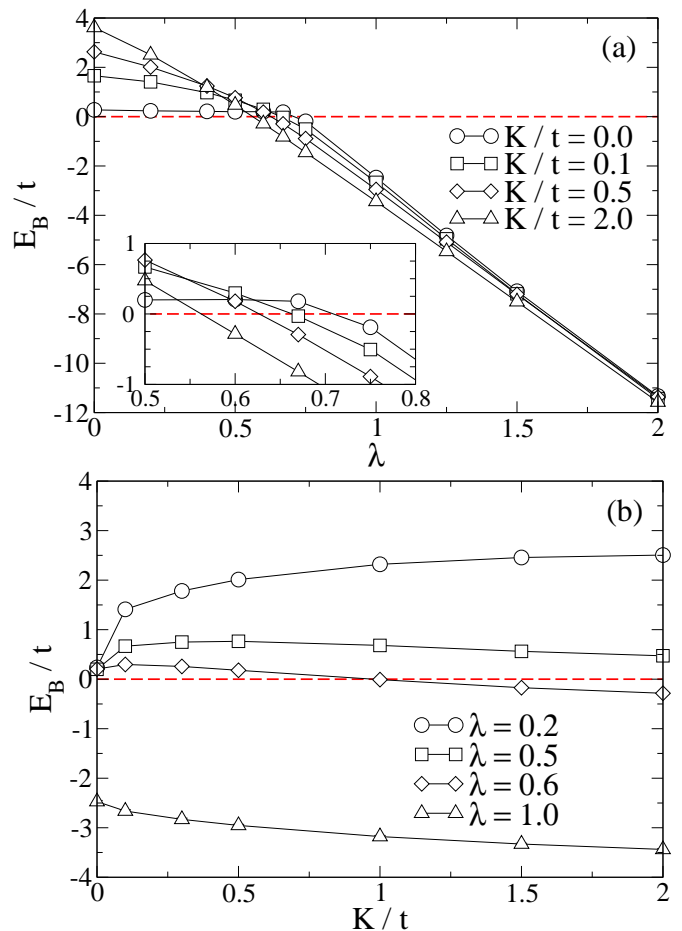 4
2
0
-2
-4
-6
-8
-10
-12
E_B / t
(a)
K / t = 0.0
K / t = 0.1
K / t = 0.5
K / t = 2.0
1
0
-1
0.5 0.6 0.7 0.8
0 0.5 1 1.5 2
λ
4
3
2
1
0
-1
-2
-3
-4
E_B / t
(b)
λ = 0.2
λ = 0.5
λ = 0.6
λ = 1.0
0 0.5 1 1.5 2
K / t